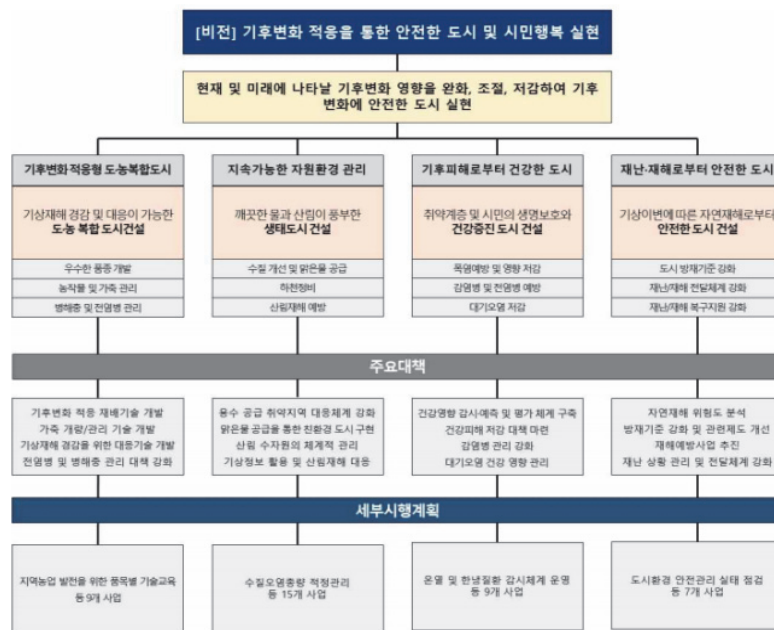 [비전] 기후변화 적응을 통한 안전한 도시 및 시민행복 실현
현재 및 미래에 나타날 기후변화 영향을 완화, 조절, 저감하여 기후
변화에 안전한 도시 실현
기후변화 적응형 도·농복합도시
기상재해 경감 및 대응이 가능한
도·농 복합 도시건설
우수한 품종 개발
농작물 및 가축 관리
병해충 및 전염병 관리
지속가능한 자원환경 관리
깨끗한 물과 산림이 풍부한
생태도시 건설
수질 개선 및 맑은물 공급
하천정비
산림재해 예방
기후피해로부터 건강한 도시
취약계층 및 시민의 생명보호와
건강증진 도시 건설
폭염예방 및 영향 저감
감염병 및 전염병 예방
대기오염 저감
재난·재해로부터 안전한 도시
기상이변에 따른 자연재해로부터
안전한 도시 건설
도시 방재기준 강화
재난/재해 전달체계 강화
재난/재해 복구지원 강화
주요대책
기후변화 적응 재배기술 개발
가축 개량/관리 기술 개발
기상재해 경감을 위한 대응기술 개발
전염병 및 병해충 관리 대책 강화
용수 공급 취약지역 대응체계 강화
맑은물 공급을 통한 친환경 도시 구현
산림 수자원의 체계적 관리
기상정보 활용 및 산림재해 대응
건강영향 감시·예측 및 평가 체계 구축
건강피해 저감 대책 마련
감염병 관리 강화
대기오염 건강 영향 관리
자연재해 위험도 분석
방재기준 강화 및 관련제도 개선
재해예방사업 추진
재난 상황 관리 및 전달체계 강화
세부시행계획
지역농업 발전을 위한 품목별 기술교육
등 9개 사업
수질오염총량 적정관리
등 15개 사업
온열 및 한냉질환 감시체계 운영
등 9개 사업
도시환경 안전관리 실태 점검
등 7개 사업